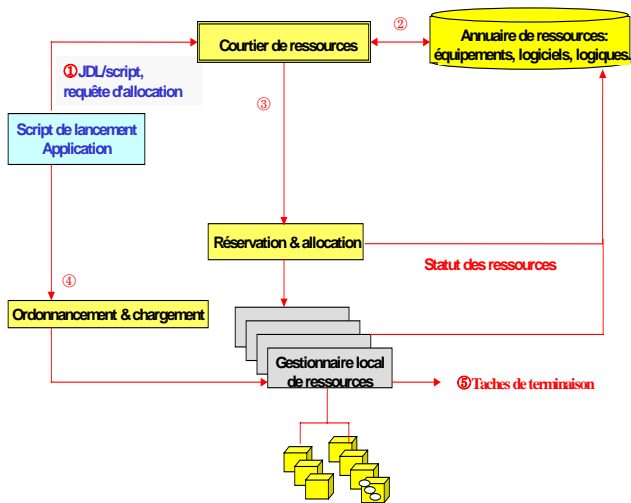 Courtier de ressources
②
Annuaire de ressources:
équipements, logiciels, logiques.
①JDL/script,
requête d'allocation
③
Script de lancement
Application
Réservation & allocation
Statut des ressources
④
Ordonnancement & chargement
Gestionnaire local
de ressources
⑤Taches de terminaison